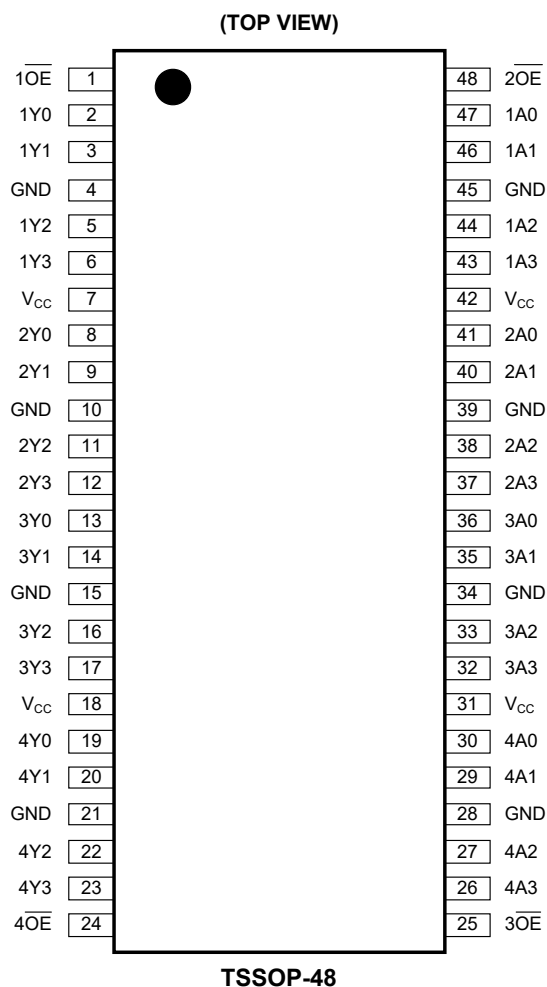 (TOP VIEW)
1O̅E̅ 1 48 2O̅E̅
1Y0 2 47 1A0
1Y1 3 46 1A1
GND 4 45 GND
1Y2 5 44 1A2
1Y3 6 43 1A3
VCC 7 42 VCC
2Y0 8 41 2A0
2Y1 9 40 2A1
GND 10 39 GND
2Y2 11 38 2A2
2Y3 12 37 2A3
3Y0 13 36 3A0
3Y1 14 35 3A1
GND 15 34 GND
3Y2 16 33 3A2
3Y3 17 32 3A3
VCC 18 31 VCC
4Y0 19 30 4A0
4Y1 20 29 4A1
GND 21 28 GND
4Y2 22 27 4A2
4Y3 23 26 4A3
4O̅E̅ 24 25 3O̅E̅
TSSOP-48